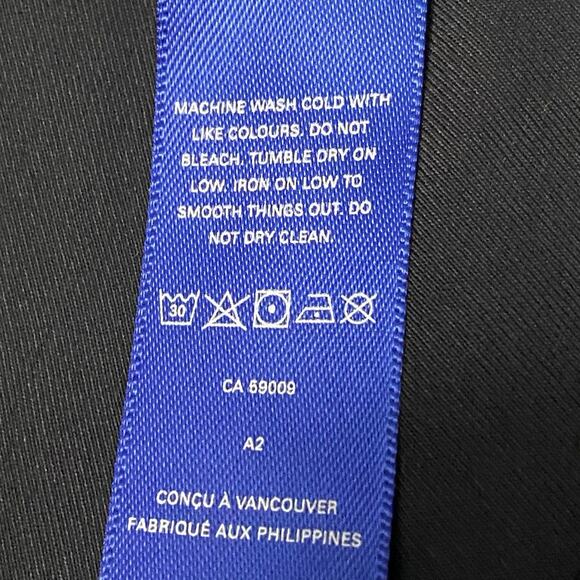 MACHINE WASH COLD WITH
LIKE COLOURS. DO NOT
BLEACH. TUMBLE DRY ON
LOW. IRON ON LOW TO
SMOOTH THINGS OUT. DO
NOT DRY CLEAN.
30
CA 69009
A2
CONÇU À VANCOUVER
FABRIQUÉ AUX PHILIPPINES